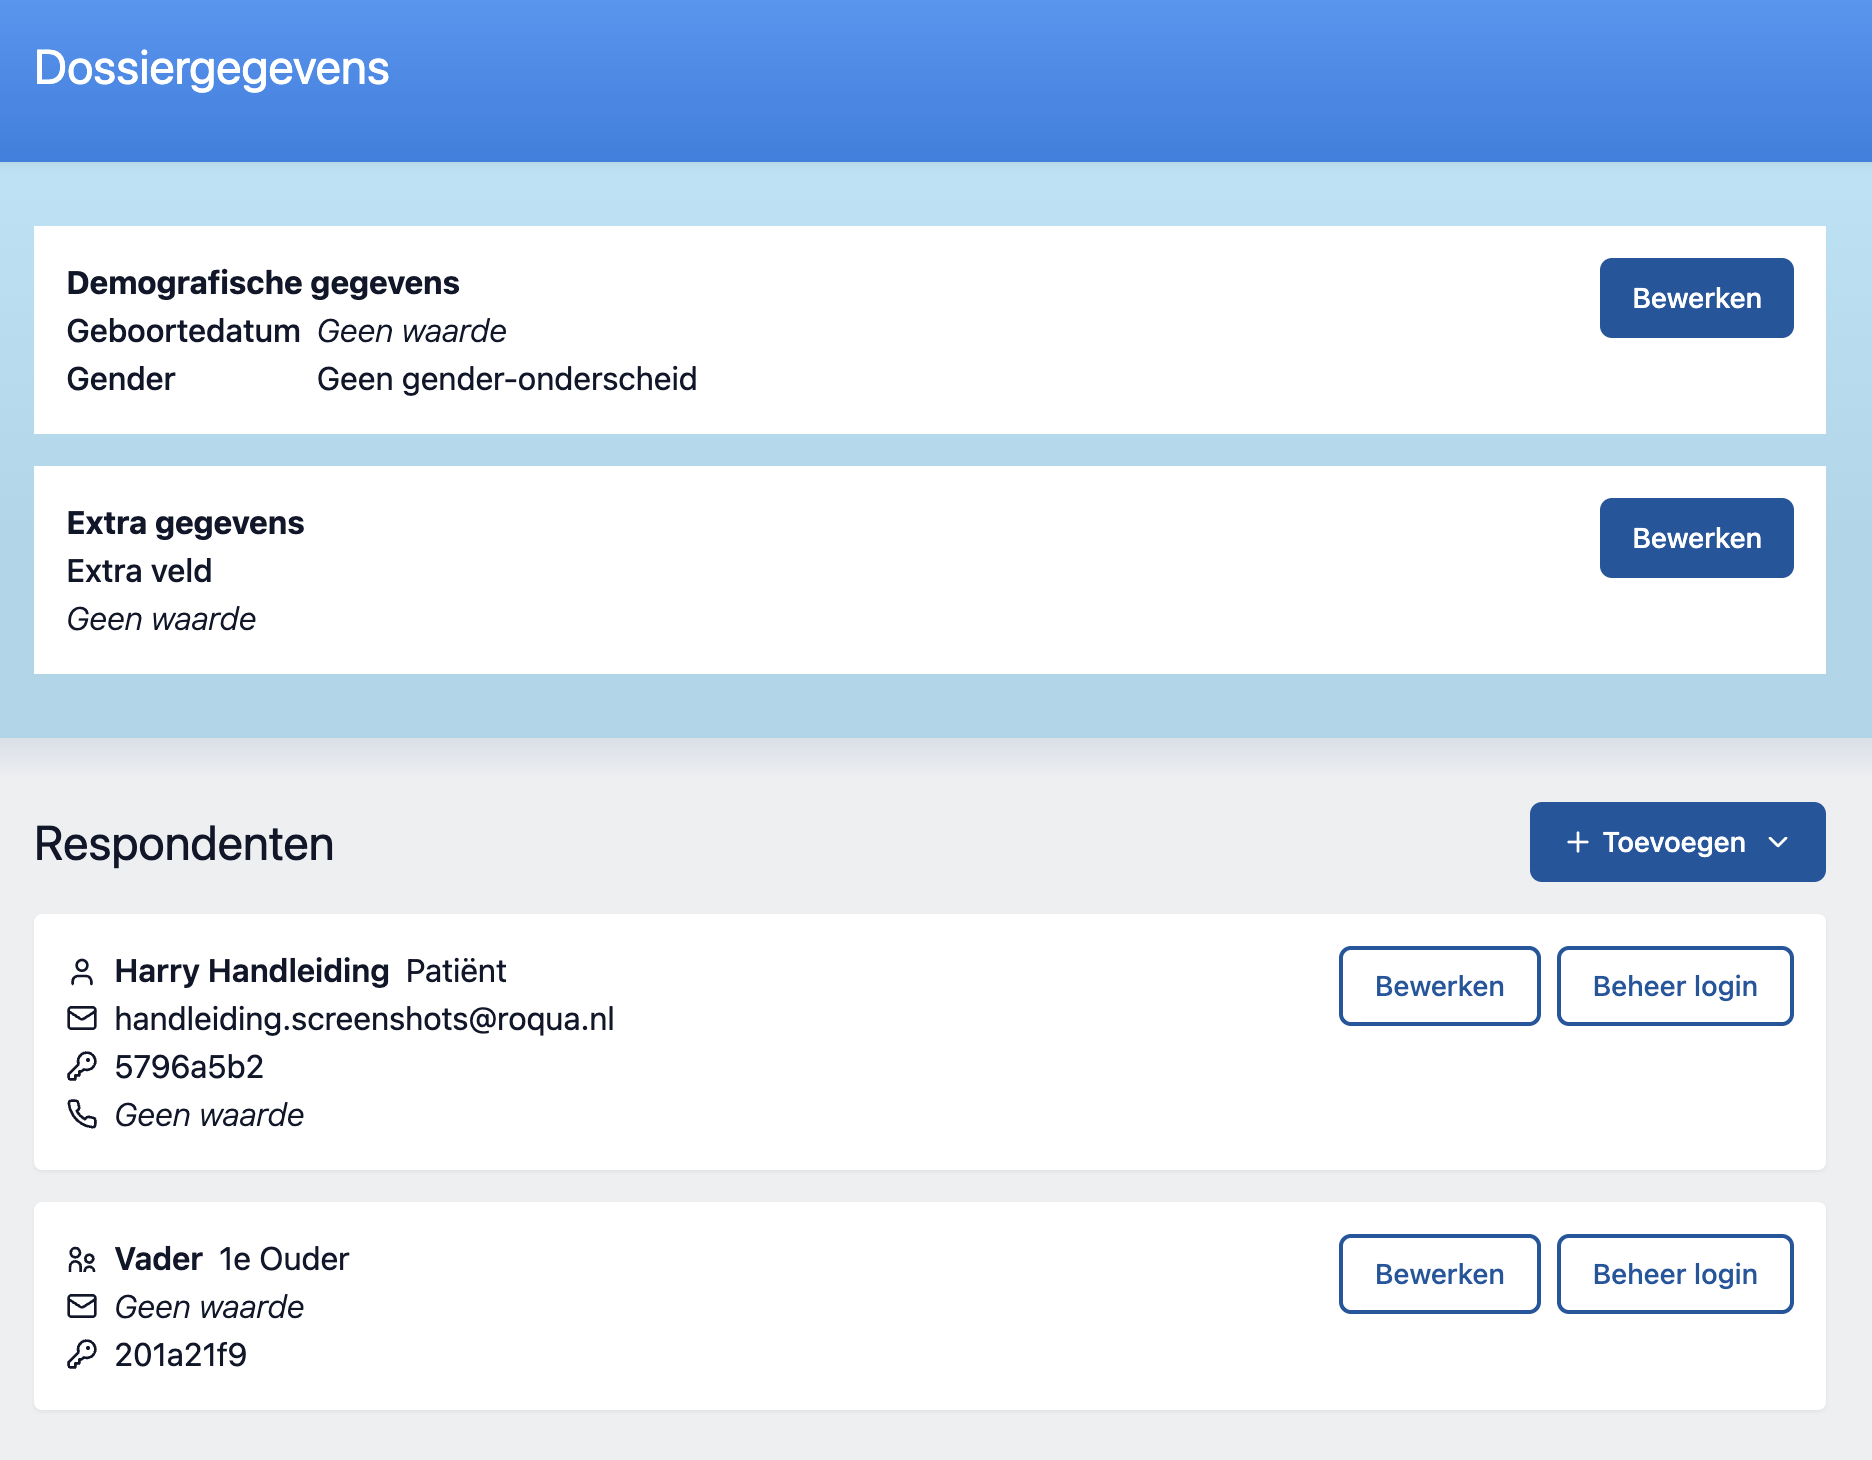 Dossiergegevens
Demografische gegevens
Bewerken
Geboortedatum Geen waarde
Gender Geen gender-onderscheid
Extra gegevens
Bewerken
Extra veld
Geen waarde
Respondenten
+ Toevoegen
Harry Handleiding Patiënt
Bewerken Beheer login
handleiding.screenshots@roqua.nl
5796a5b2
Geen waarde
Vader 1e Ouder
Bewerken Beheer login
Geen waarde
201a21f9